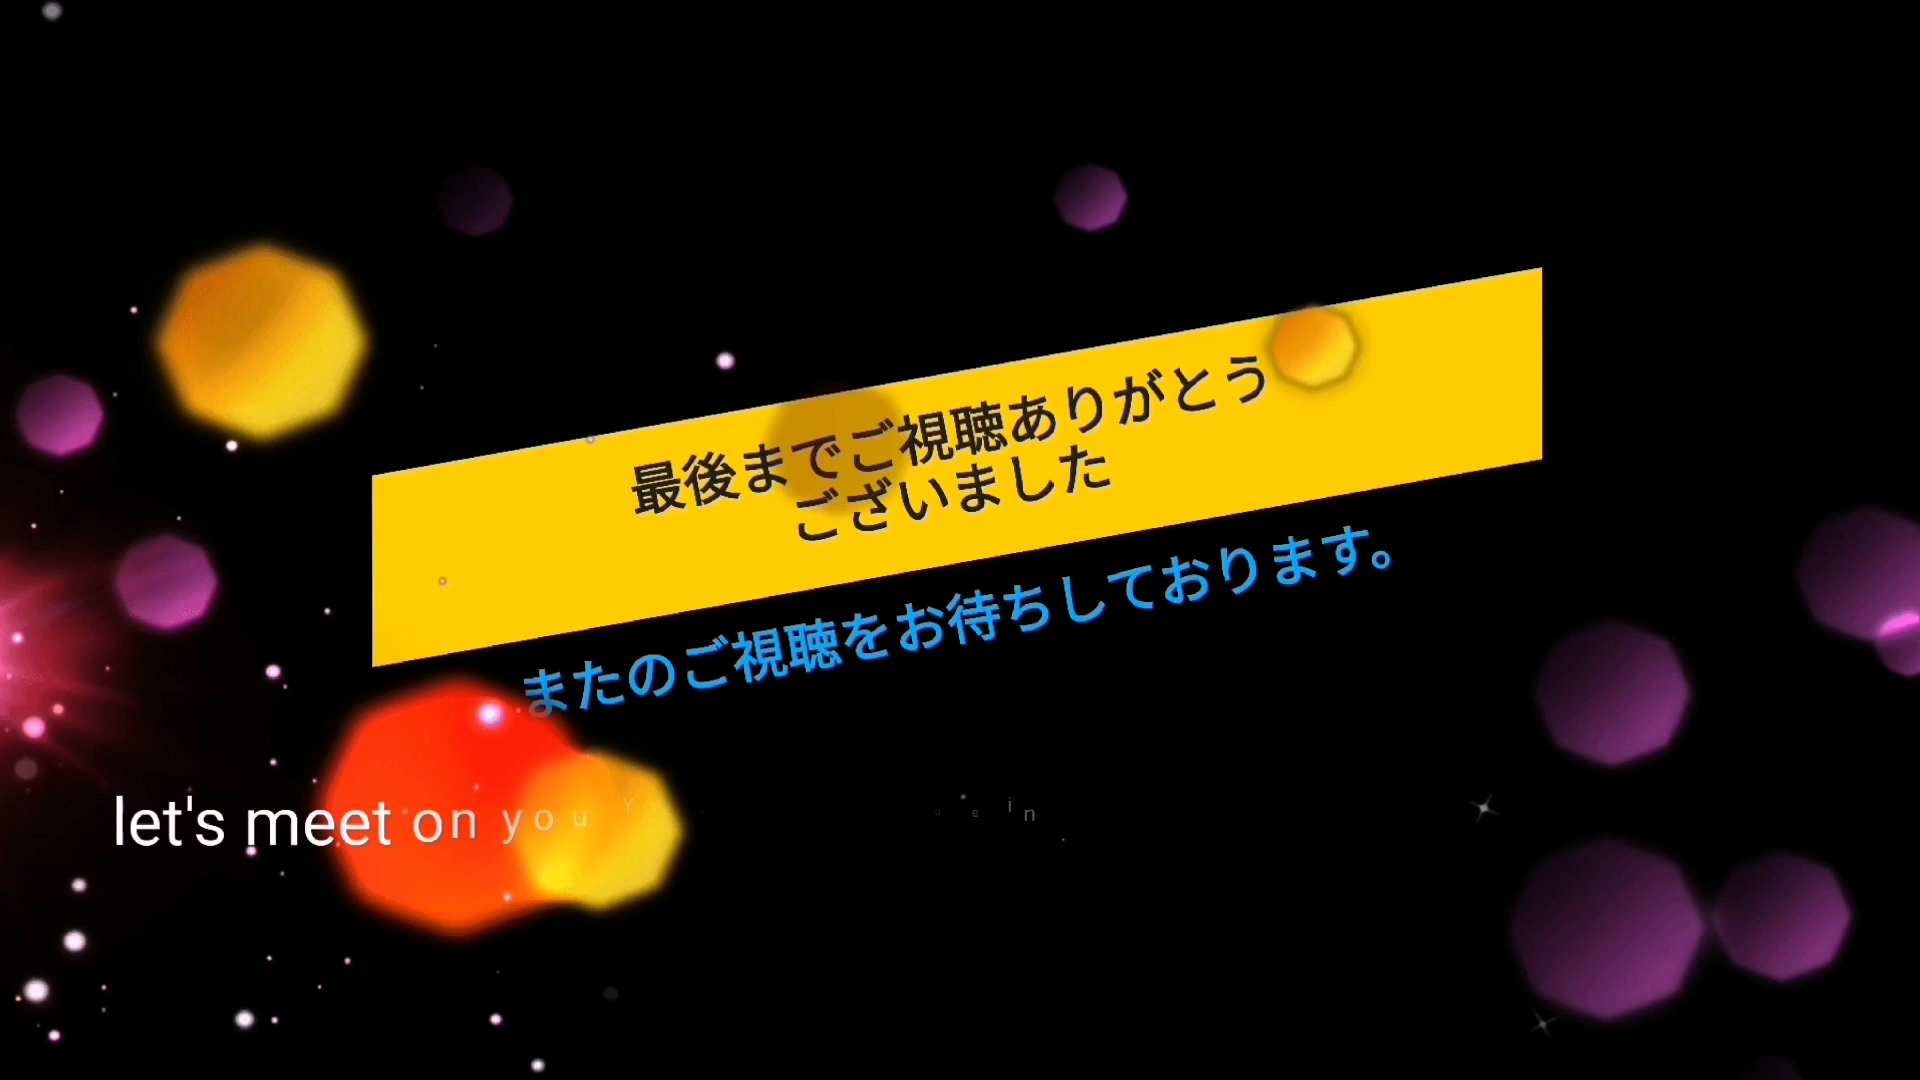 最後までご視聴ありがとう
ございました
またのご視聴をお待ちしております。
let's meet on you